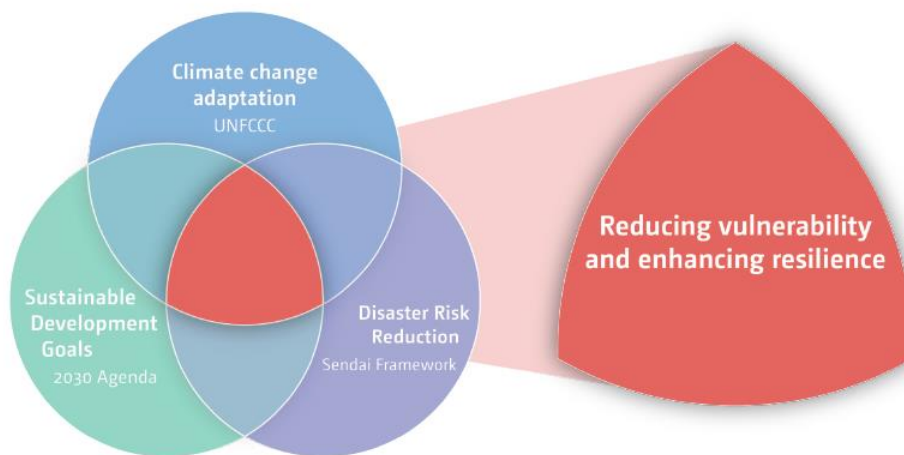 Climate change
adaptation
UNFCCC
Sustainable
Development
Goals
2030 Agenda
Disaster Risk
Reduction
Sendai Framework
Reducing vulnerability
and enhancing resilience